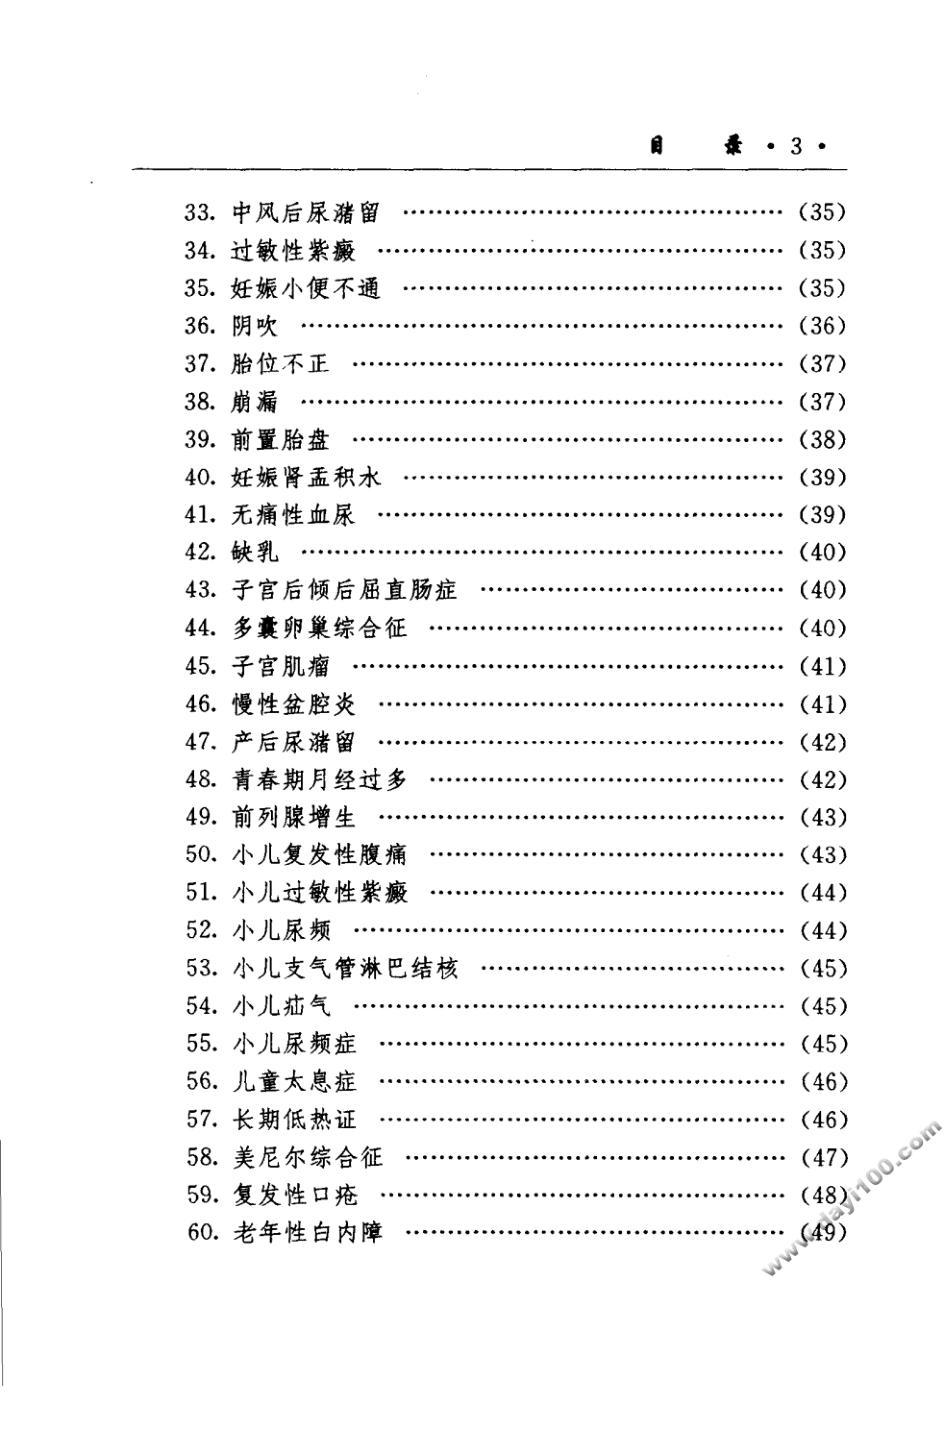 目 录 · 3 ·
33. 中风后尿潴留 …………………………………… (35)
34. 过敏性紫癜 …………………………………… (35)
35. 妊娠小便不通 …………………………………… (35)
36. 阴吹 …………………………………… (36)
37. 胎位不正 …………………………………… (37)
38. 崩漏 …………………………………… (37)
39. 前置胎盘 …………………………………… (38)
40. 妊娠肾盂积水 …………………………………… (39)
41. 无痛性血尿 …………………………………… (39)
42. 缺乳 …………………………………… (40)
43. 子宫后倾后屈直肠症 …………………………………… (40)
44. 多囊卵巢综合征 …………………………………… (40)
45. 子宫肌瘤 …………………………………… (41)
46. 慢性盆腔炎 …………………………………… (41)
47. 产后尿潴留 …………………………………… (42)
48. 青春期月经过多 …………………………………… (42)
49. 前列腺增生 …………………………………… (43)
50. 小儿复发性腹痛 …………………………………… (43)
51. 小儿过敏性紫癜 …………………………………… (44)
52. 小儿尿频 …………………………………… (44)
53. 小儿支气管淋巴结核 …………………………………… (45)
54. 小儿疝气 …………………………………… (45)
55. 小儿尿频症 …………………………………… (45)
56. 儿童太息症 …………………………………… (46)
57. 长期低热证 …………………………………… (46)
58. 美尼尔综合征 …………………………………… (47)
59. 复发性口疮 …………………………………… (48)
60. 老年性白内障 …………………………………… (49)
www.dayi100.com